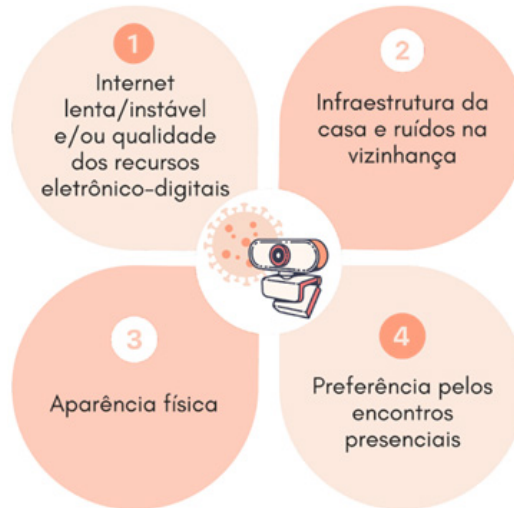 1
Internet
lenta/instável
e/ou qualidade
dos recursos
eletrônico-digitais
2
Infraestrutura da
casa e ruídos na
vizinhança
3
Aparência física
4
Preferência pelos
encontros
presenciais